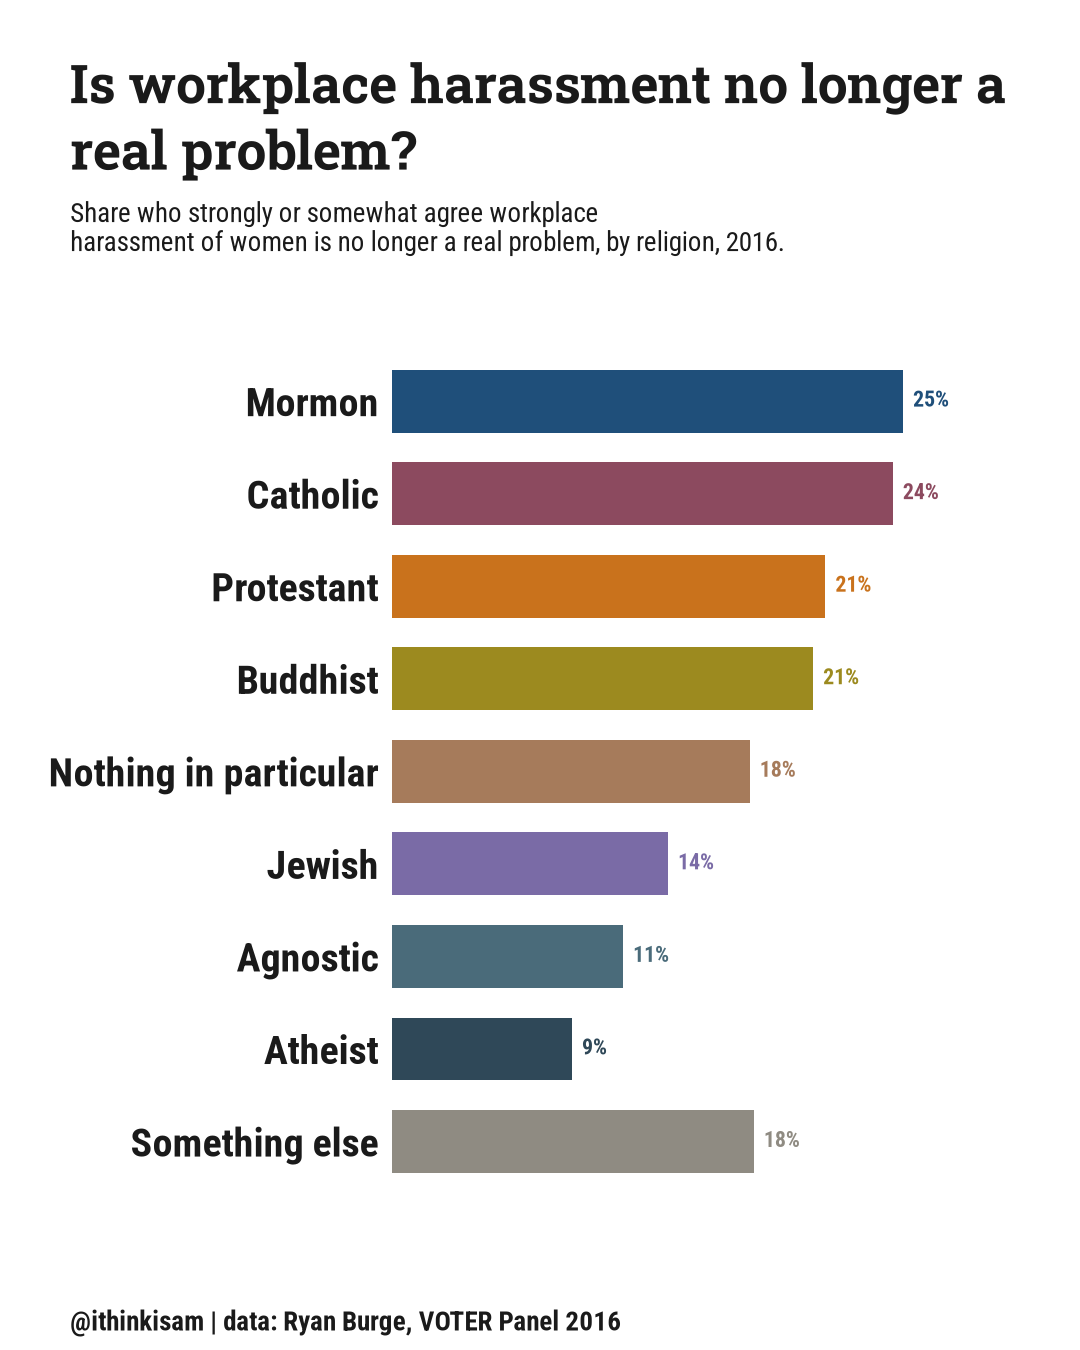 Is workplace harassment no longer a
real problem?
Share who strongly or somewhat agree workplace
harassment of women is no longer a real problem, by religion, 2016.
Mormon 25%
Catholic 24%
Protestant 21%
Buddhist 21%
Nothing in particular 18%
Jewish 14%
Agnostic 11%
Atheist 9%
Something else 18%
@ithinkisam | data: Ryan Burge, VOTER Panel 2016